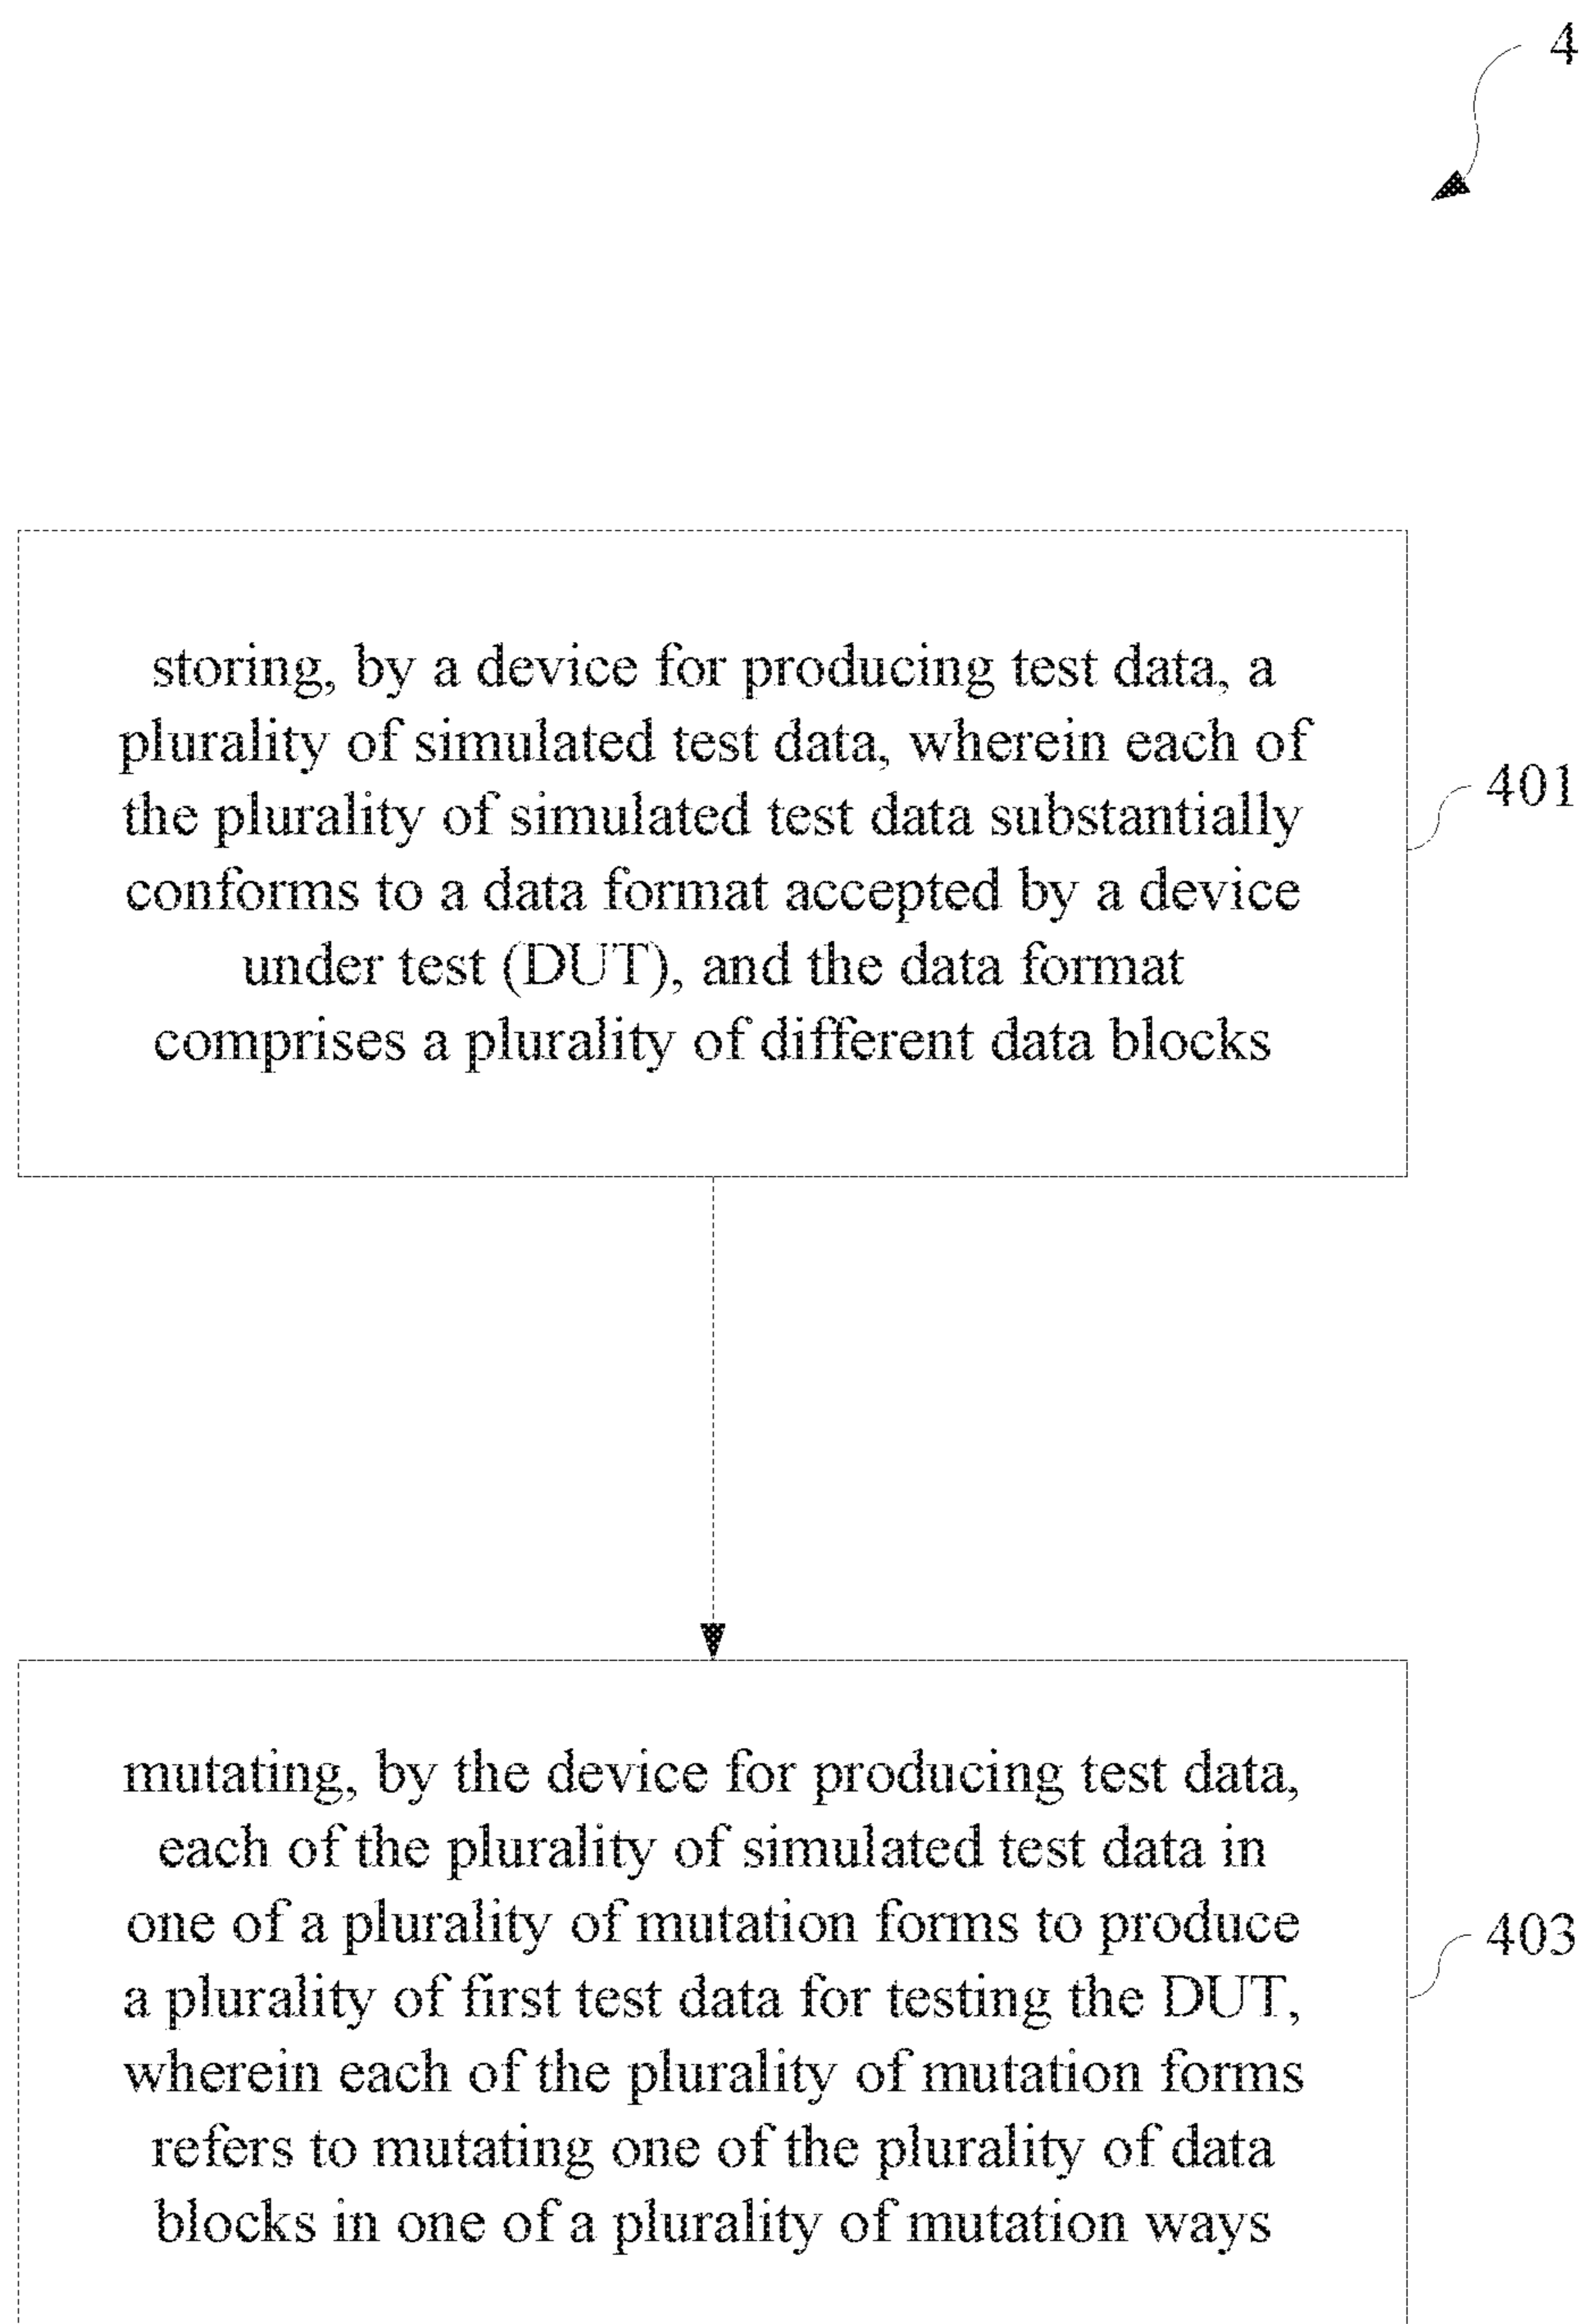 4
storing, by a device for producing test data, a
plurality of simulated test data, wherein each of
the plurality of simulated test data substantially
conforms to a data format accepted by a device
under test (DUT), and the data format
comprises a plurality of different data blocks
401
mutating, by the device for producing test data,
each of the plurality of simulated test data in
one of a plurality of mutation forms to produce
a plurality of first test data for testing the DUT,
wherein each of the plurality of mutation forms
refers to mutating one of the plurality of data
blocks in one of a plurality of mutation ways
403